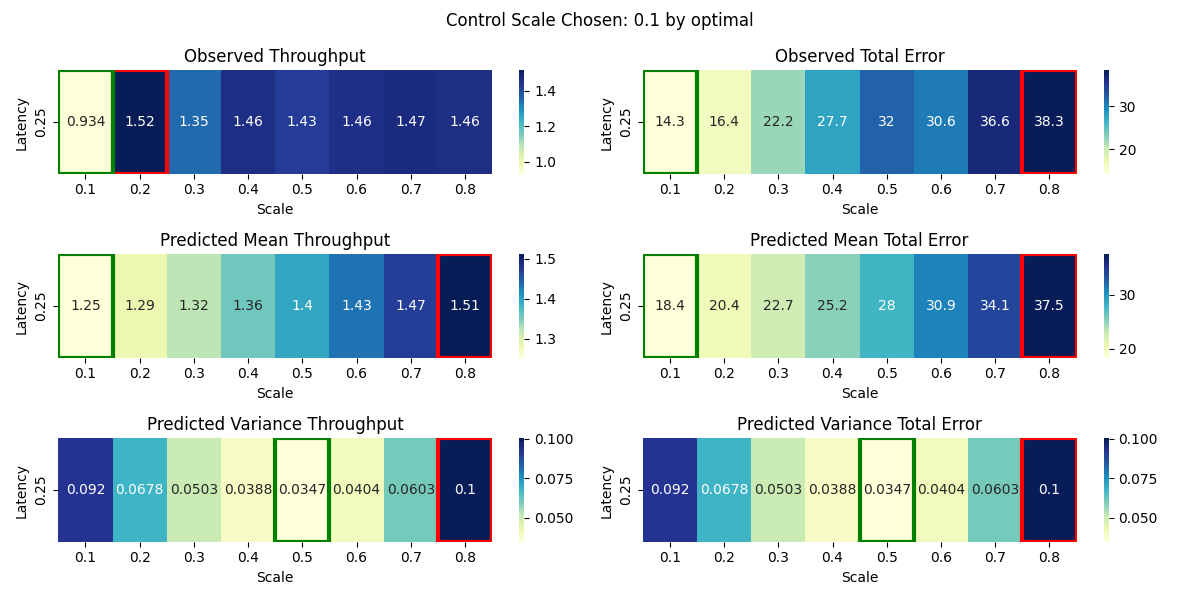 Control Scale Chosen: 0.1 by optimal
Observed Throughput
Latency
0.25
0.934 1.52 1.35 1.46 1.43 1.46 1.47 1.46
0.1 0.2 0.3 0.4 0.5 0.6 0.7 0.8
Scale
1.4
1.2
1.0
Observed Total Error
Latency
0.25
14.3 16.4 22.2 27.7 32 30.6 36.6 38.3
0.1 0.2 0.3 0.4 0.5 0.6 0.7 0.8
Scale
30
20
Predicted Mean Throughput
Latency
0.25
1.25 1.29 1.32 1.36 1.4 1.43 1.47 1.51
0.1 0.2 0.3 0.4 0.5 0.6 0.7 0.8
Scale
1.5
1.4
1.3
Predicted Mean Total Error
Latency
0.25
18.4 20.4 22.7 25.2 28 30.9 34.1 37.5
0.1 0.2 0.3 0.4 0.5 0.6 0.7 0.8
Scale
30
20
Predicted Variance Throughput
Latency
0.25
0.092 0.0678 0.0503 0.0388 0.0347 0.0404 0.0603 0.1
0.1 0.2 0.3 0.4 0.5 0.6 0.7 0.8
Scale
0.100
0.075
0.050
Predicted Variance Total Error
Latency
0.25
0.092 0.0678 0.0503 0.0388 0.0347 0.0404 0.0603 0.1
0.1 0.2 0.3 0.4 0.5 0.6 0.7 0.8
Scale
0.100
0.075
0.050